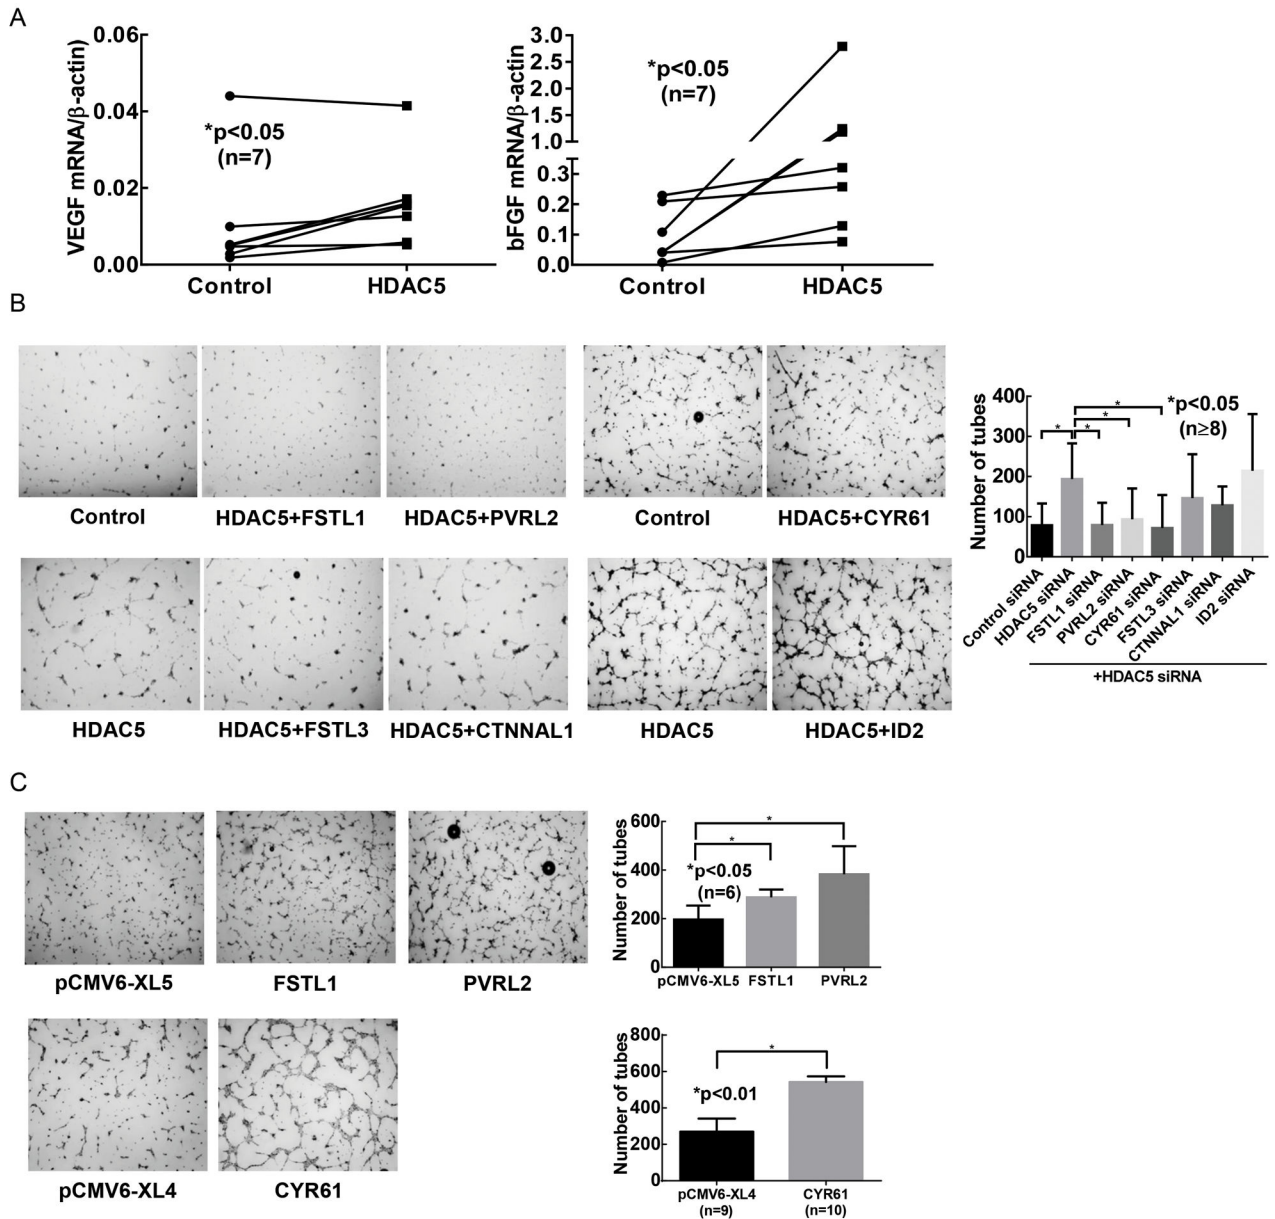 A
VEGF mRNA/β-actin)
0.06
0.04
0.02
0.00
*p<0.05
(n=7)
Control
HDAC5
bFGF mRNA/β-actin
3.0
2.5
2.0
1.5
1.0
0.3
0.2
0.1
0.0
*p<0.05
(n=7)
Control
HDAC5
B
Control
HDAC5+FSTL1
HDAC5+PVRL2
Control
HDAC5+CYR61
HDAC5
HDAC5+FSTL3
HDAC5+CTNNAL1
HDAC5
HDAC5+ID2
Number of tubes
400
300
200
100
0
*
*
*
*
*p<0.05
(n≥8)
Control siRNA
HDAC5 siRNA
FSTL1 siRNA
PVRL2 siRNA
CYR61 siRNA
FSTL3 siRNA
CTNNAL1 siRNA
ID2 siRNA
+HDAC5 siRNA
C
pCMV6-XL5
FSTL1
PVRL2
Number of tubes
600
400
200
0
*
*
*p<0.05
(n=6)
pCMV6-XL5
FSTL1
PVRL2
pCMV6-XL4
CYR61
Number of tubes
800
600
400
200
0
*
*p<0.01
pCMV6-XL4
(n=9)
CYR61
(n=10)